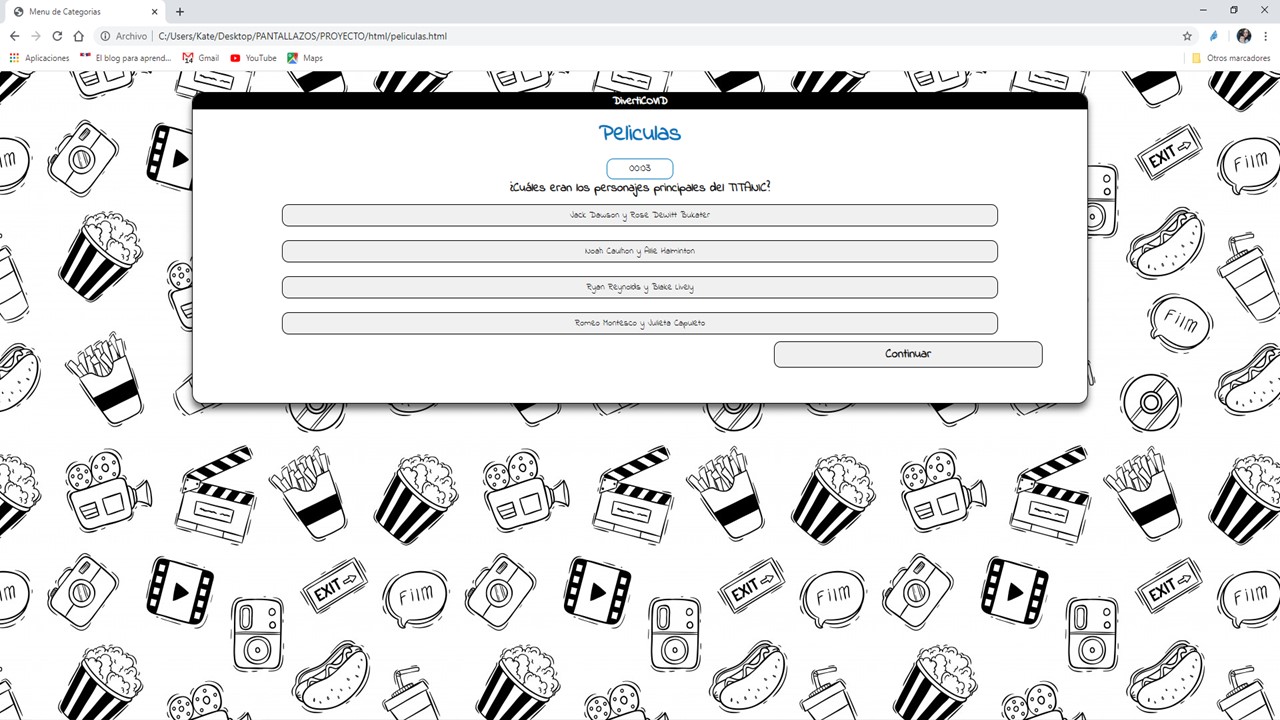 Menu de Categorias
Archivo
C:/Users/Kate/Desktop/PANTALLAZOS/PROYECTO/html/peliculas.html
Aplicaciones
El blog para aprend...
Gmail
YouTube
Maps
Otros marcadores
DivertiCoVID
Peliculas
00:03
¿Cuáles eran los personajes principales del TITANIC?
Jack Dawson y Rose Dewitt Bukater
Noah Caulhon y Allie Haminton
Ryan Reynolds y Blake Lively
Romeo Montesco y Julieta Capuleto
Continuar
EXIT
FILM
FILM
FILM
EXIT
FILM
EXIT
FILM
EXIT
FILM